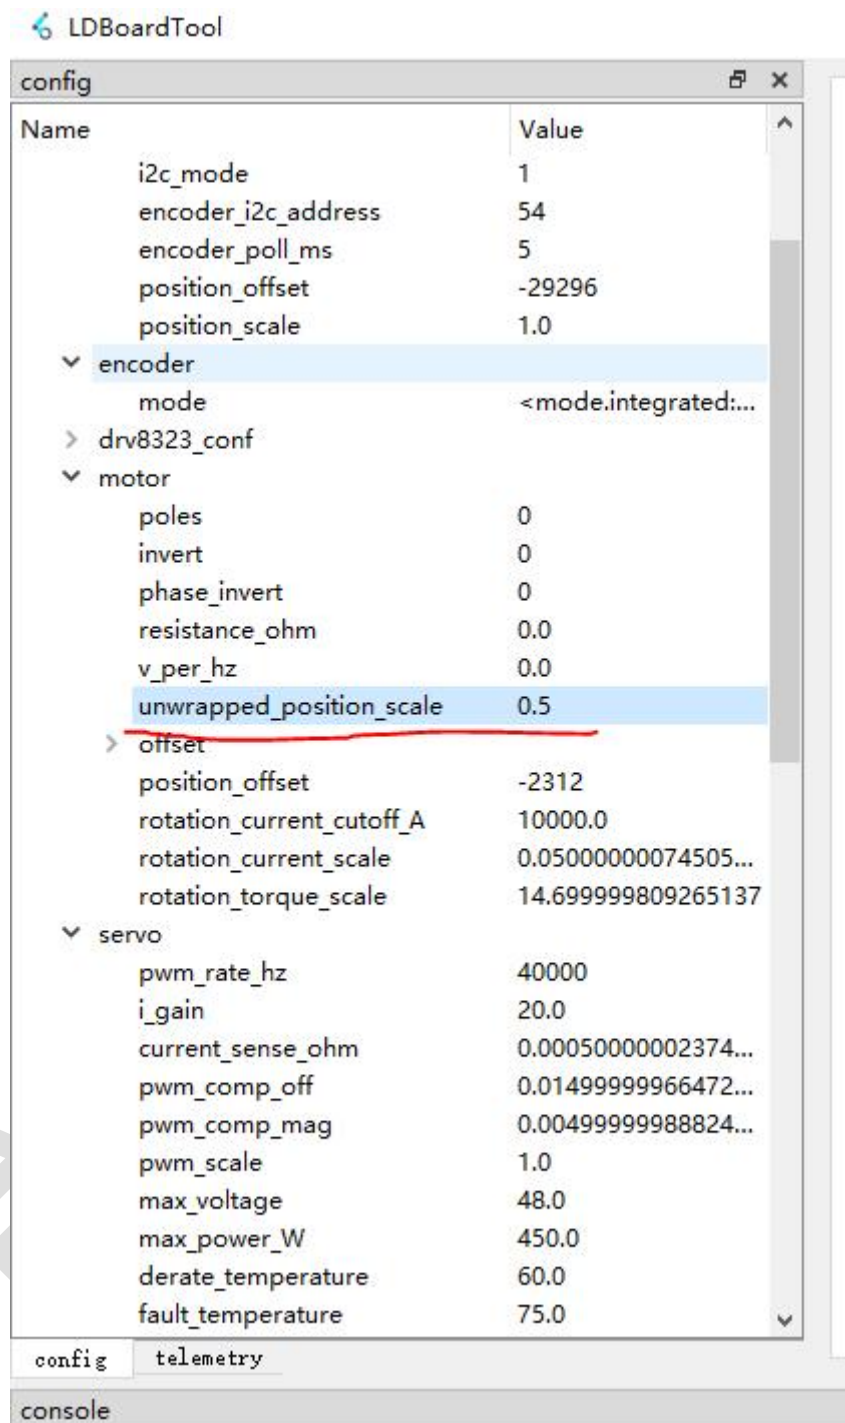 LDBoardTool
config
Name Value
i2c_mode 1
encoder_i2c_address 54
encoder_poll_ms 5
position_offset -29296
position_scale 1.0
encoder
mode <mode.integrated:...
drv8323_conf
motor
poles 0
invert 0
phase_invert 0
resistance_ohm 0.0
v_per_hz 0.0
unwrapped_position_scale 0.5
offset
position_offset -2312
rotation_current_cutoff_A 10000.0
rotation_current_scale 0.05000000074505...
rotation_torque_scale 14.699999809265137
servo
pwm_rate_hz 40000
i_gain 20.0
current_sense_ohm 0.00050000002374...
pwm_comp_off 0.01499999966472...
pwm_comp_mag 0.00499999988824...
pwm_scale 1.0
max_voltage 48.0
max_power_W 450.0
derate_temperature 60.0
fault_temperature 75.0
config telemetry
console